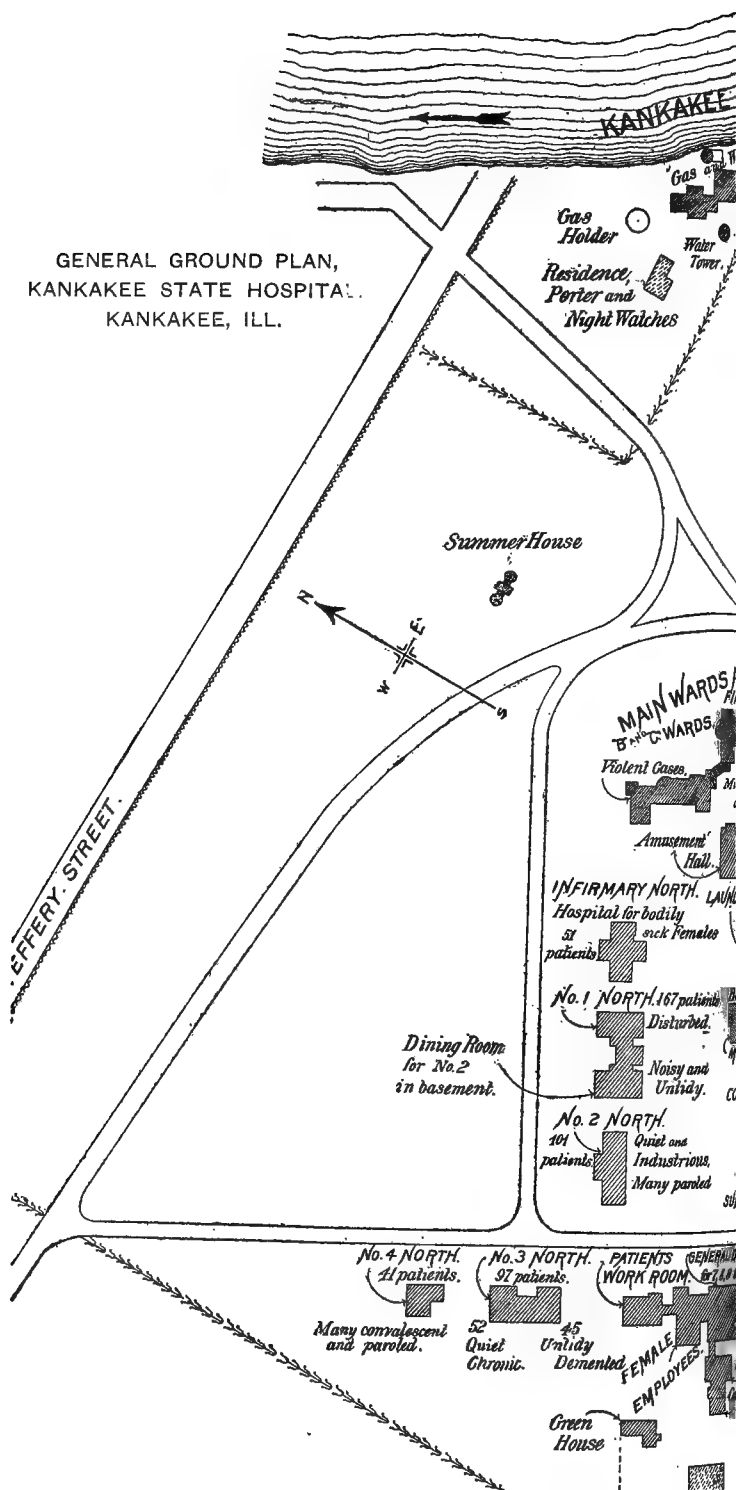 KANKAKEE
Gas and
Gas
Holder
Water
Tower.
Residence,
Porter and
Night Watches
GENERAL GROUND PLAN,
KANKAKEE STATE HOSPITAL.
KANKAKEE, ILL.
Summer House
N
E
W
S
MAIN WARDS
B AND C WARDS.
Violent Cases.
Amusement
Hall.
INFIRMARY NORTH.
Hospital for bodily
sick Females
51
patients
No. 1 NORTH. 167 patients
Disturbed.
Noisy and
Untidy.
Dining Room
for No. 2
in basement.
No. 2 NORTH.
101
patients
Quiet and
Industrious,
Many paroled
EFFERY STREET.
No. 4 NORTH.
41 patients.
Many convalescent
and paroled.
No. 3 NORTH.
97 patients.
52
Quiet
Chronic.
45
Untidy
Demented
PATIENTS
WORK ROOM.
GENERAL
FEMALE
EMPLOYEES.
Green
House